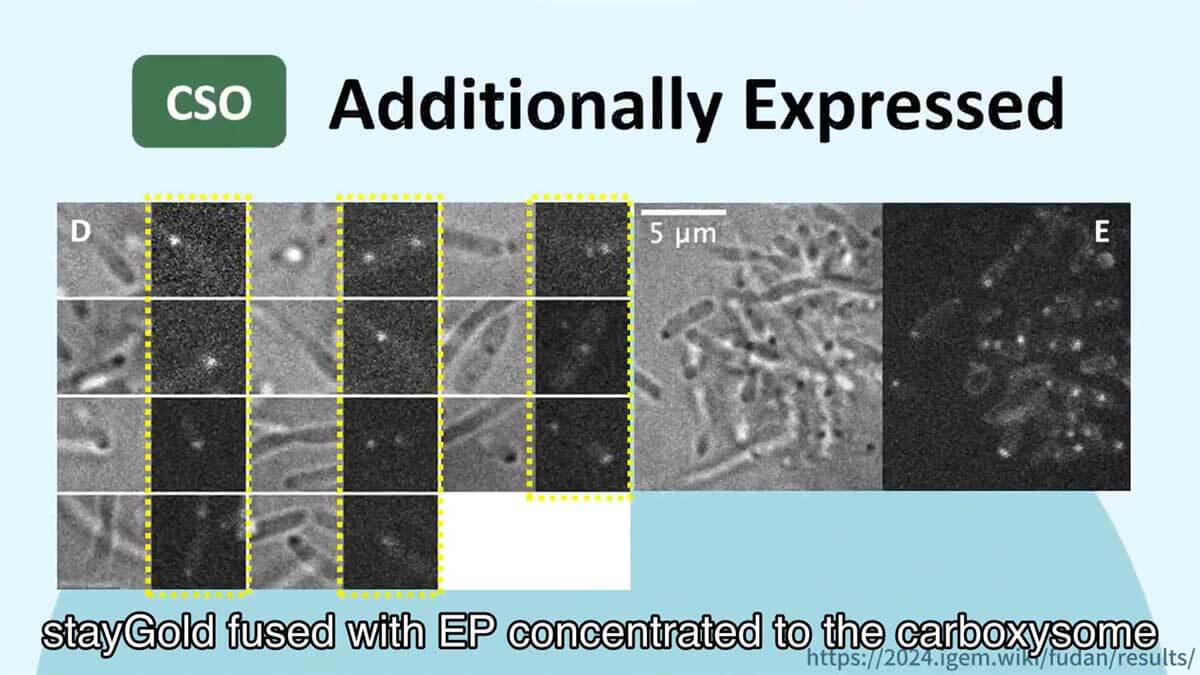 CSO
Additionally Expressed
D
5 µm
E
stayGold fused with EP concentrated to the carboxysome
https://2024.igem.wiki/fudan/results/